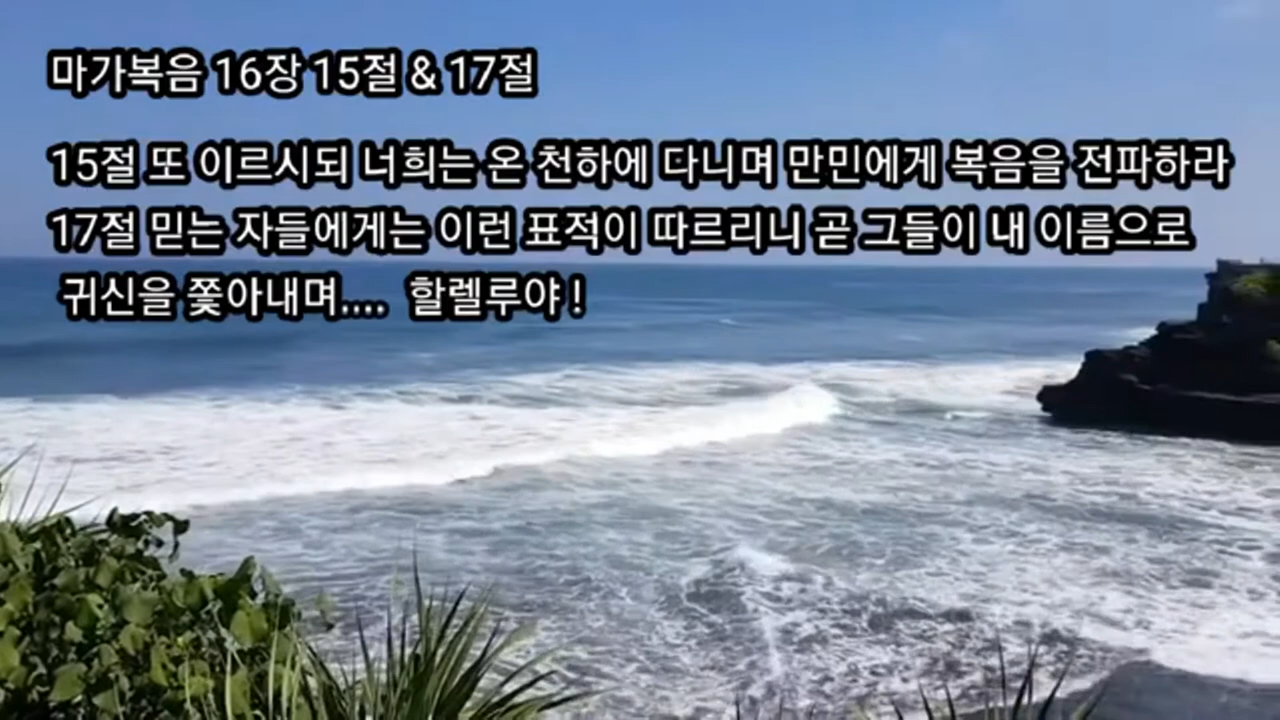 마가복음 16장 15절 & 17절
15절 또 이르시되 너희는 온 천하에 다니며 만민에게 복음을 전파하라
17절 믿는 자들에게는 이런 표적이 따르리니 곧 그들이 내 이름으로
귀신을 쫓아내며.... 할렐루야 !